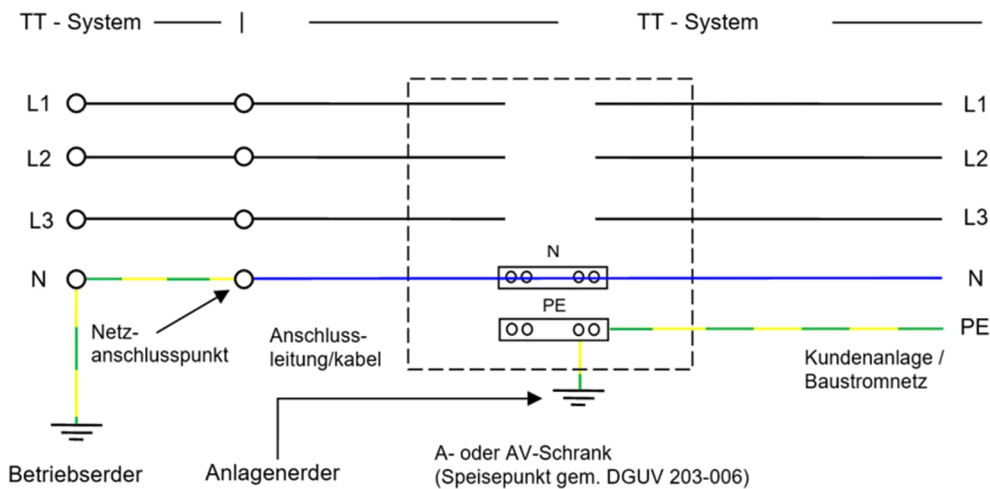 TT - System
TT - System
L1
L1
L2
L2
L3
L3
N
N
N
PE
PE
Netz-
anschlusspunkt
Anschluss-
leitung/kabel
Kundenanlage /
Baustromnetz
Betriebserder
Anlagenerder
A- oder AV-Schrank
(Speisepunkt gem. DGUV 203-006)